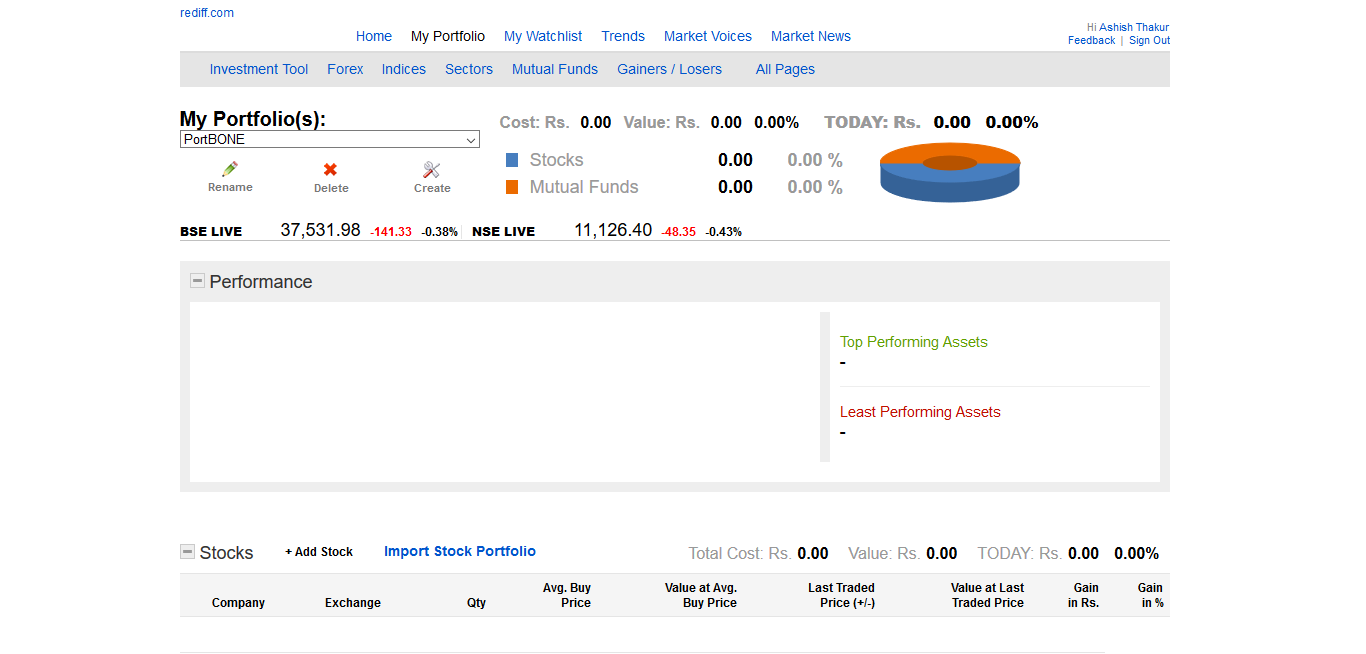 rediff.com
Hi Ashish Thakur
Home My Portfolio My Watchlist Trends Market Voices Market News
Feedback | Sign Out
Investment Tool Forex Indices Sectors Mutual Funds Gainers / Losers All Pages
My Portfolio(s):
PortBONE
Rename Delete Create
Cost: Rs. 0.00 Value: Rs. 0.00 0.00% TODAY: Rs. 0.00 0.00%
Stocks 0.00 0.00 %
Mutual Funds 0.00 0.00 %
BSE LIVE 37,531.98 -141.33 -0.38% NSE LIVE 11,126.40 -48.35 -0.43%
Performance
Top Performing Assets
-
Least Performing Assets
-
Stocks + Add Stock Import Stock Portfolio Total Cost: Rs. 0.00 Value: Rs. 0.00 TODAY: Rs. 0.00 0.00%
Avg. Buy Value at Avg. Last Traded Value at Last Gain Gain
Company Exchange Qty Price Buy Price Price (+/-) Traded Price in Rs. in %